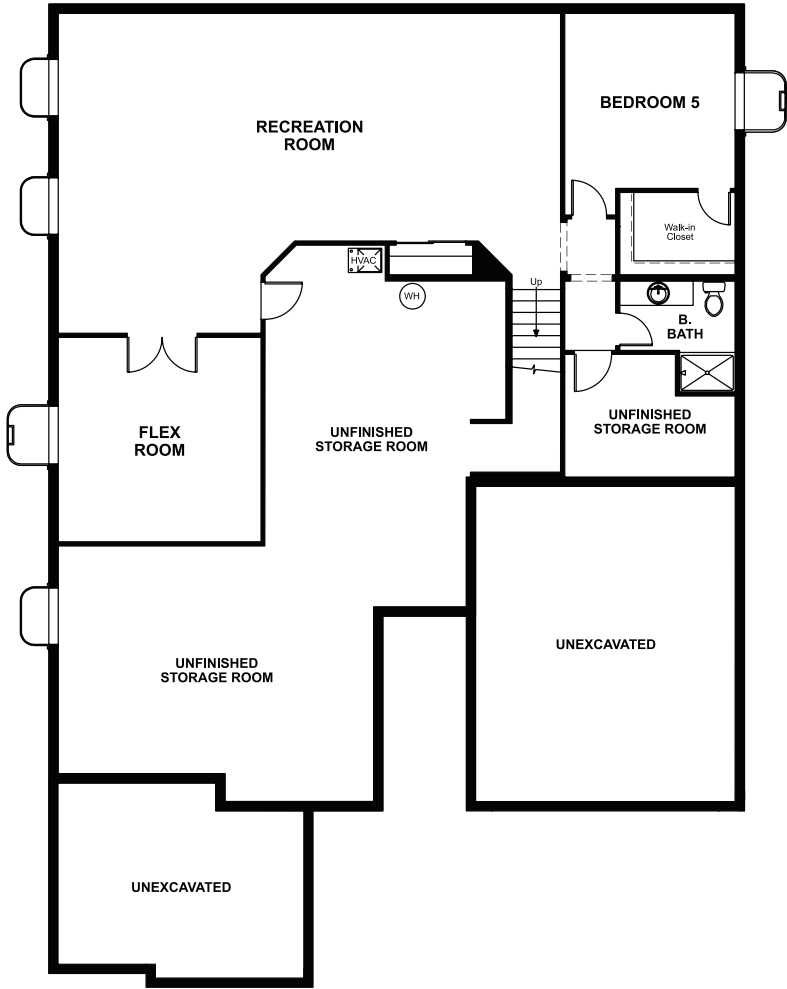 RECREATION
ROOM
BEDROOM 5
Walk-in
Closet
HVAC
WH
Up
B.
BATH
FLEX
ROOM
UNFINISHED
STORAGE ROOM
UNFINISHED
STORAGE ROOM
UNFINISHED
STORAGE ROOM
UNEXCAVATED
UNEXCAVATED